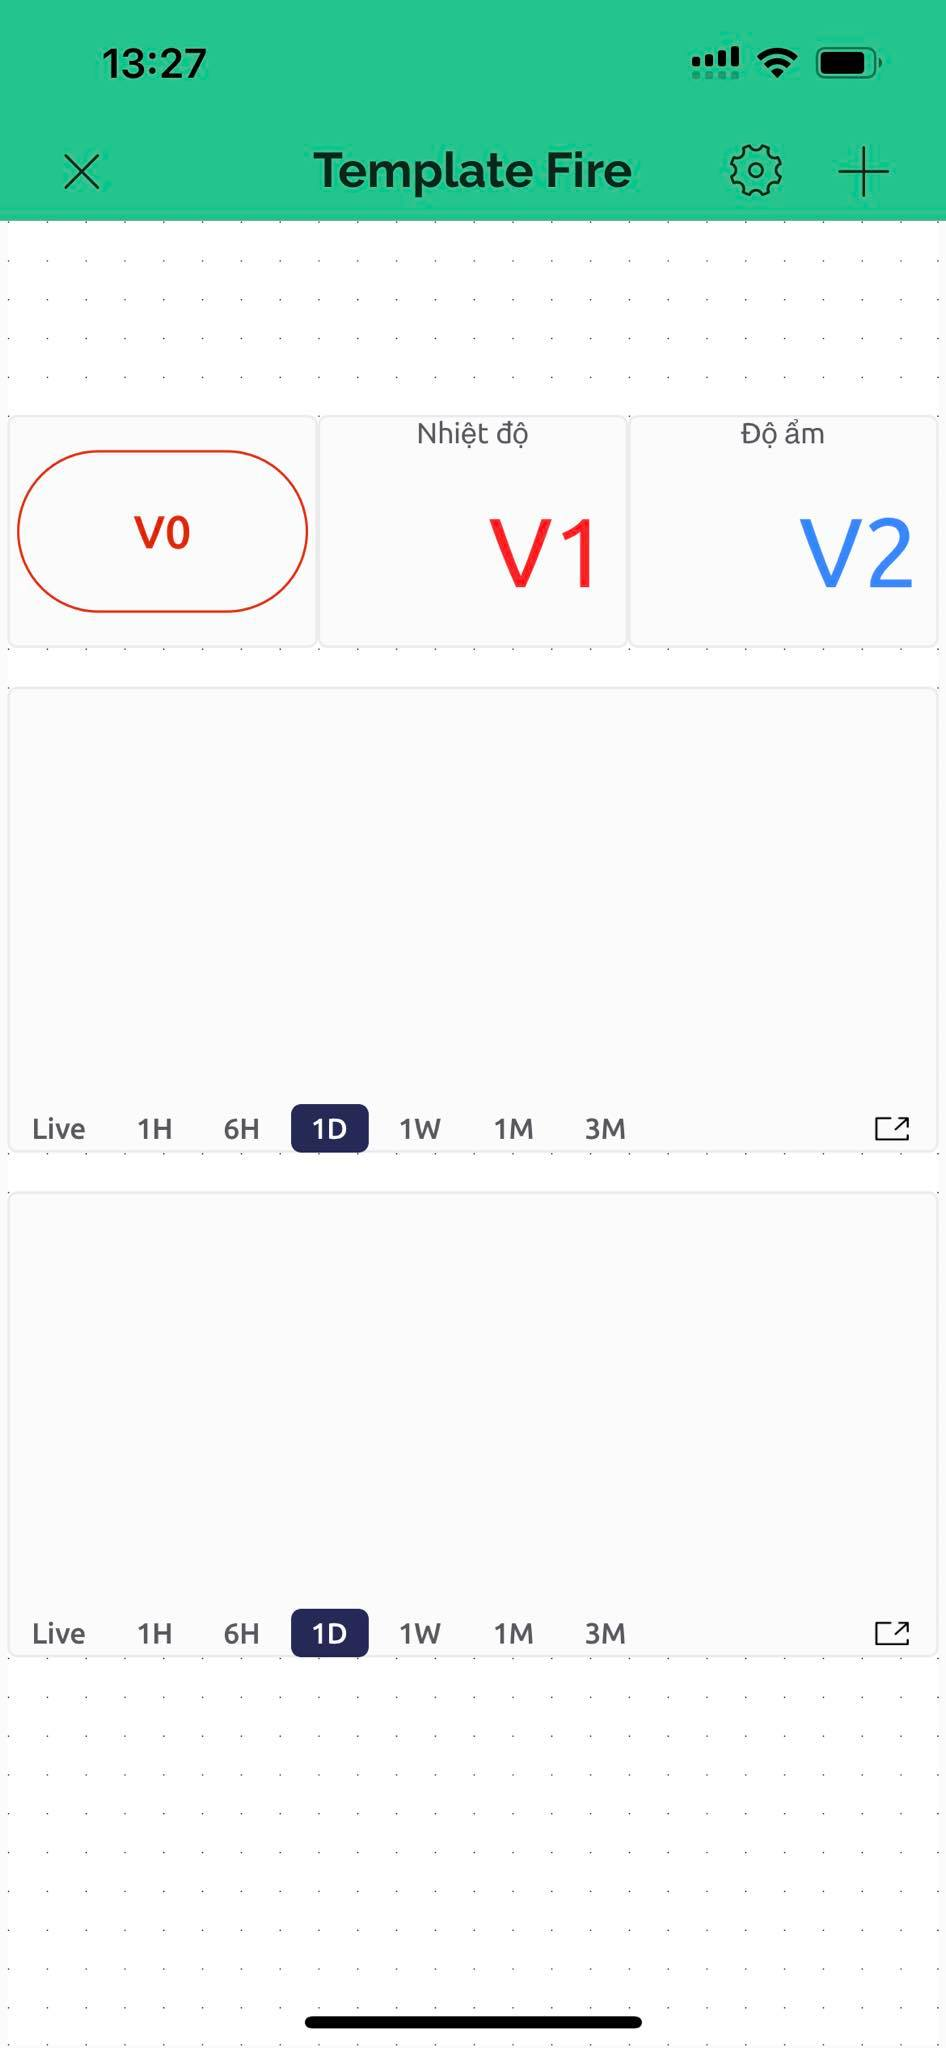 13:27
Template Fire
V0
Nhiệt độ
V1
Độ ẩm
V2
Live 1H 6H 1D 1W 1M 3M
Live 1H 6H 1D 1W 1M 3M